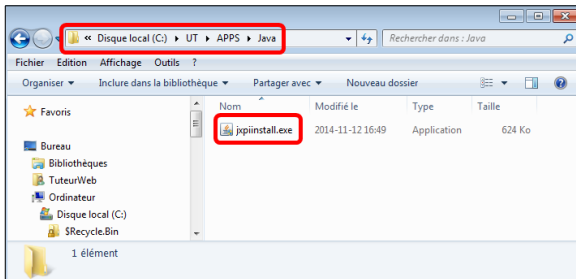 « Disque local (C:) ▸ UT ▸ APPS ▸ Java
Rechercher dans : Java
Fichier Edition Affichage Outils ?
Organiser ▾ Inclure dans la bibliothèque ▾ Partager avec ▾ Nouveau dossier
Nom Modifié le Type Taille
Favoris
jxpiinstall.exe 2014-11-12 16:49 Application 624 Ko
Bureau
Bibliothèques
TuteurWeb
Ordinateur
Disque local (C:)
$Recycle.Bin
1 élément